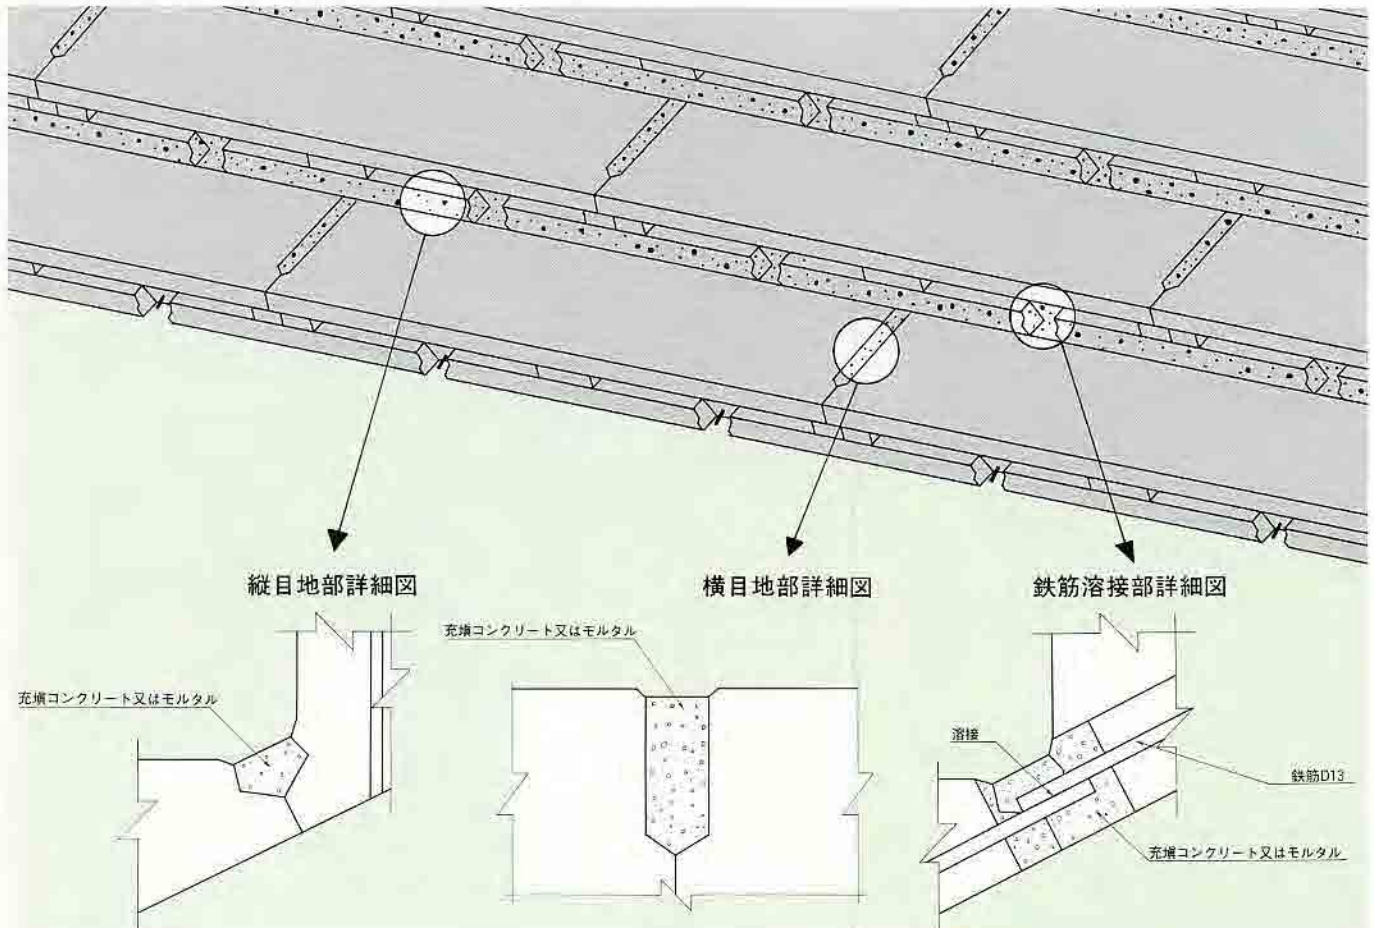 縦目地部詳細図
横目地部詳細図
鉄筋溶接部詳細図
充塡コンクリート又はモルタル
充塡コンクリート又はモルタル
溶接
鉄筋D13
充塡コンクリート又はモルタル